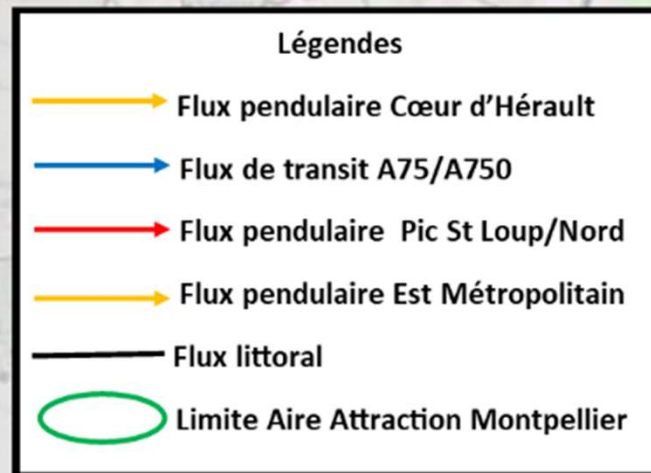 Légendes
Flux pendulaire Cœur d'Hérault
Flux de transit A75/A750
Flux pendulaire Pic St Loup/Nord
Flux pendulaire Est Métropolitain
Flux littoral
Limite Aire Attraction Montpellier